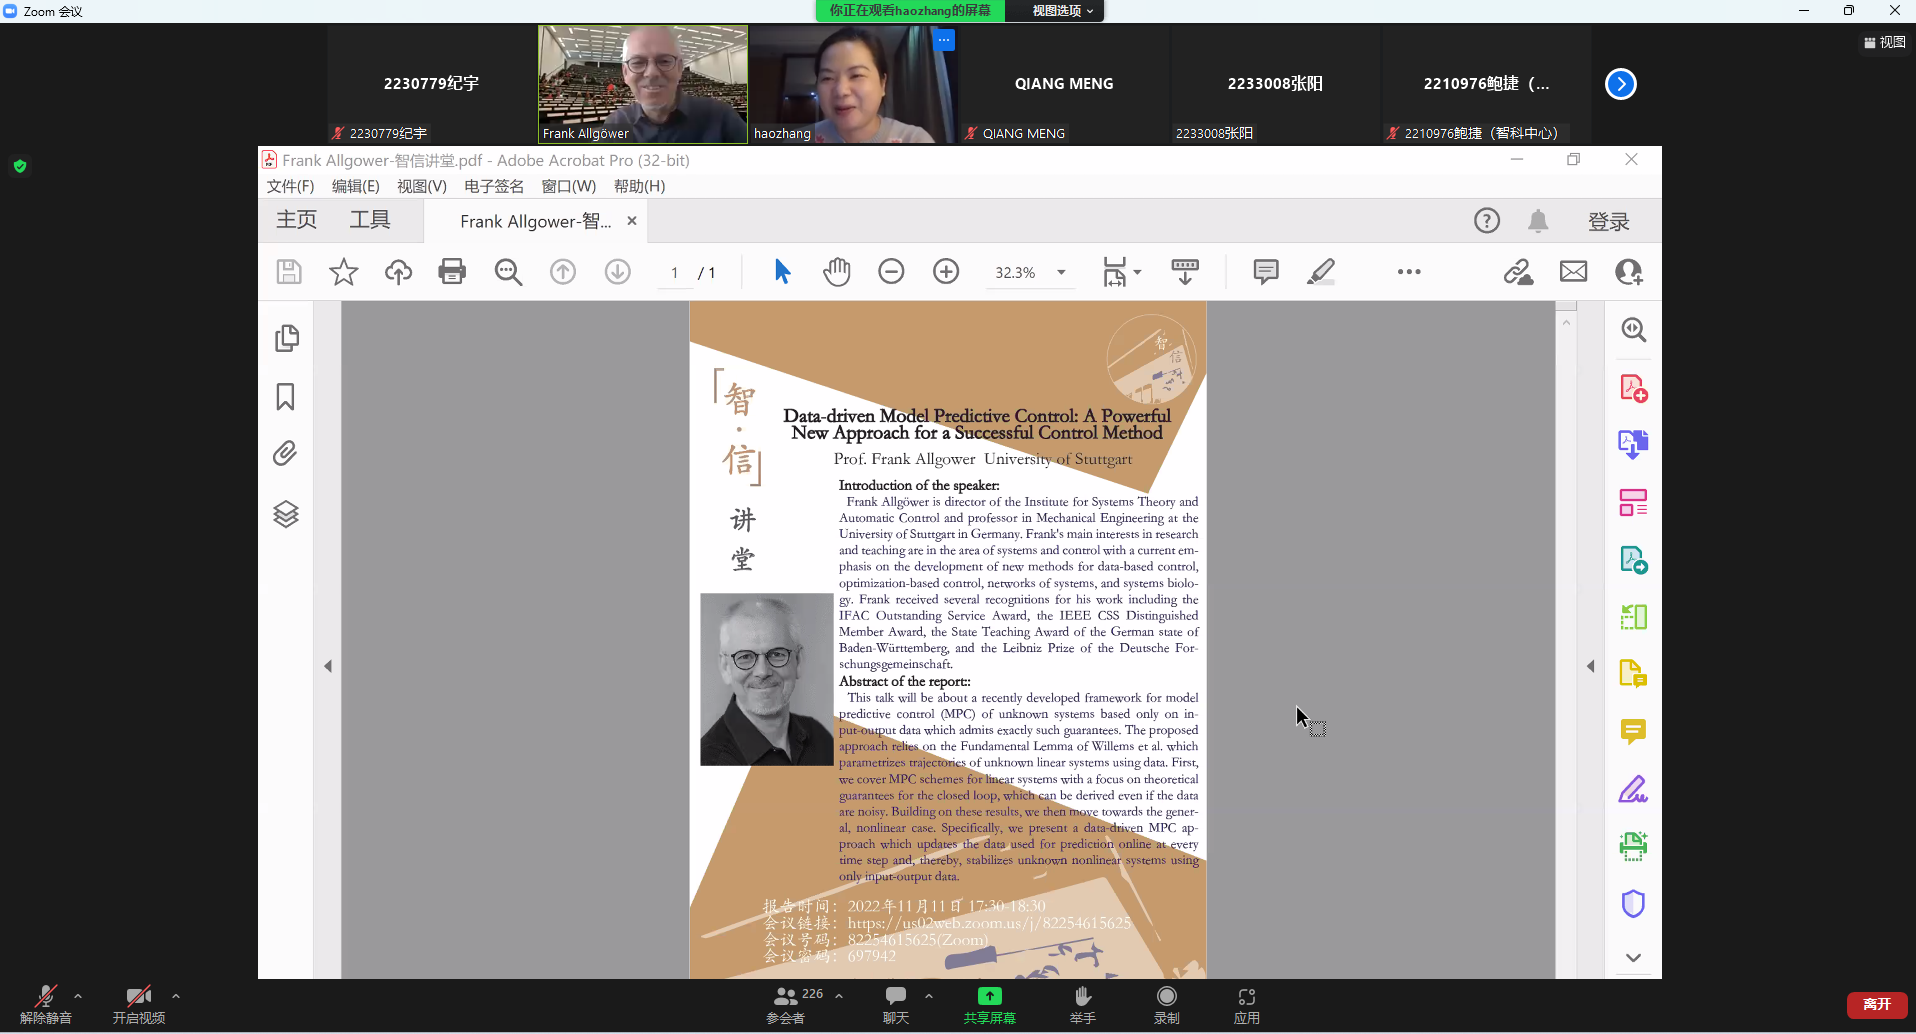 Zoom 会议
你正在观看haozhang的屏幕
视图选项
视图
2230779纪宇
QIANG MENG
2233008张阳
2210976鲍捷（...
2230779纪宇
Frank Allgöwer
haozhang
QIANG MENG
2233008张阳
2210976鲍捷（智科中心）
Frank Allgower-智信讲堂.pdf - Adobe Acrobat Pro (32-bit)
文件(F) 编辑(E) 视图(V) 电子签名 窗口(W) 帮助(H)
主页 工具 Frank Allgower-智... ×
登录
1 / 1
32.3%
智信
「智·信」
讲堂
Data-driven Model Predictive Control: A Powerful
New Approach for a Successful Control Method
Prof. Frank Allgower University of Stuttgart
Introduction of the speaker:
Frank Allgöwer is director of the Institute for Systems Theory and
Automatic Control and professor in Mechanical Engineering at the
University of Stuttgart in Germany. Frank's main interests in research
and teaching are in the area of systems and control with a current em-
phasis on the development of new methods for data-based control,
optimization-based control, networks of systems, and systems biolo-
gy. Frank received several recognitions for his work including the
IFAC Outstanding Service Award, the IEEE CSS Distinguished
Member Award, the State Teaching Award of the German state of
Baden-Württemberg, and the Leibniz Prize of the Deutsche For-
schungsgemeinschaft.
Abstract of the report::
This talk will be about a recently developed framework for model
predictive control (MPC) of unknown systems based only on in-
put-output data which admits exactly such guarantees. The proposed
approach relies on the Fundamental Lemma of Willems et al. which
parametrizes trajectories of unknown linear systems using data. First,
we cover MPC schemes for linear systems with a focus on theoretical
guarantees for the closed loop, which can be derived even if the data
are noisy. Building on these results, we then move towards the gener-
al, nonlinear case. Specifically, we present a data-driven MPC ap-
proach which updates the data used for prediction online at every
time step and, thereby, stabilizes unknown nonlinear systems using
only input-output data.
报告时间：2022年11月11日 17:30-18:30
会议链接：https://us02web.zoom.us/j/82254615625
会议号码：82254615625(Zoom)
会议密码：697942
解除静音
开启视频
226
参会者
聊天
共享屏幕
举手
录制
应用
离开